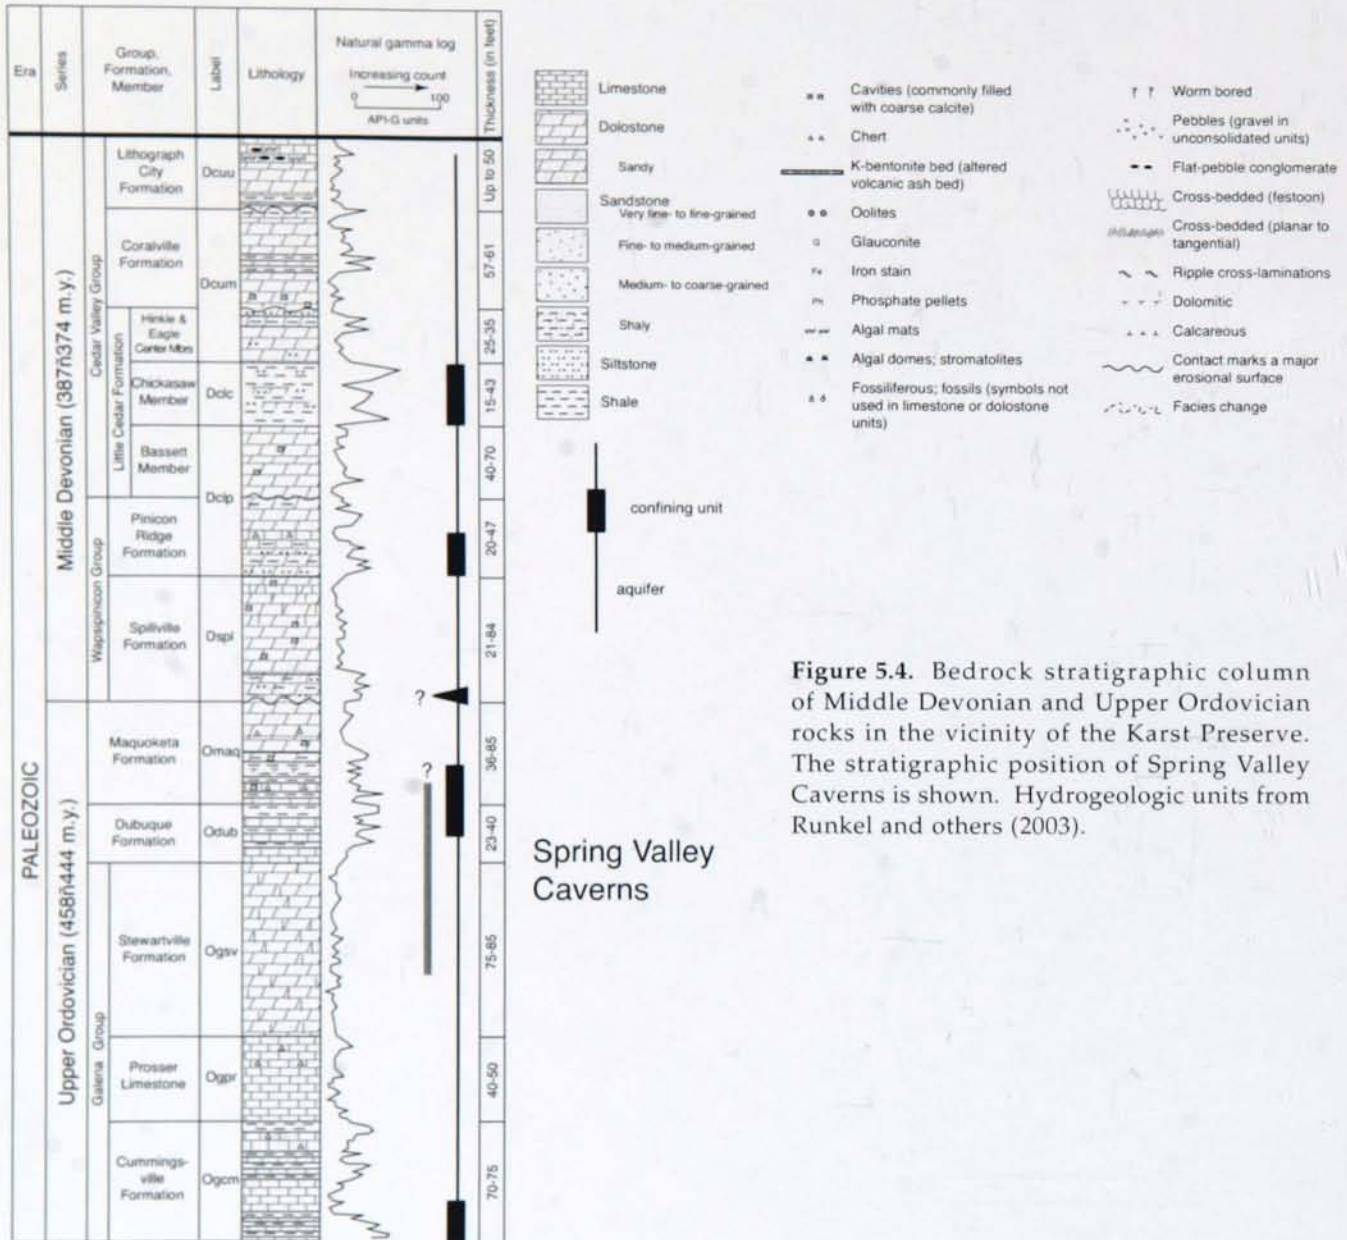 Era
Series
Group,
Formation,
Member
Label
Lithology
Natural gamma log
Increasing count
0 100
API-G units
Thickness (in feet)
PALEOZOIC
Middle Devonian (387ñ374 m.y.)
Upper Ordovician (458ñ444 m.y.)
Cedar Valley Group
Wapsipinicon Group
Galena Group
Little Cedar Formation
Lithograph
City
Formation
Dcuu
Up to 50
Coralville
Formation
Dcum
57-61
Hinkle &
Eagle
Center Mbrs
25-35
Chickasaw
Member
Dclc
15-43
Bassett
Member
Dclp
40-70
Pinicon
Ridge
Formation
20-47
Spillville
Formation
Dspl
21-84
?
Maquoketa
Formation
Omaq
36-85
?
Dubuque
Formation
Odub
23-40
Stewartville
Formation
Ogsv
75-85
Prosser
Limestone
Ogpr
40-50
Cummings-
ville
Formation
Ogcm
70-75
Limestone
Dolostone
Sandy
Sandstone
Very fine- to fine-grained
Fine- to medium-grained
Medium- to coarse-grained
Shaly
Siltstone
Shale
confining unit
aquifer
Cavities (commonly filled
with coarse calcite)
Chert
K-bentonite bed (altered
volcanic ash bed)
Oolites
G Glauconite
Fe Iron stain
Ph Phosphate pellets
Algal mats
Algal domes; stromatolites
Fossiliferous; fossils (symbols not
used in limestone or dolostone
units)
Worm bored
Pebbles (gravel in
unconsolidated units)
Flat-pebble conglomerate
Cross-bedded (festoon)
Cross-bedded (planar to
tangential)
Ripple cross-laminations
Dolomitic
Calcareous
Contact marks a major
erosional surface
Facies change
Spring Valley
Caverns
Figure 5.4. Bedrock stratigraphic column
of Middle Devonian and Upper Ordovician
rocks in the vicinity of the Karst Preserve.
The stratigraphic position of Spring Valley
Caverns is shown. Hydrogeologic units from
Runkel and others (2003).